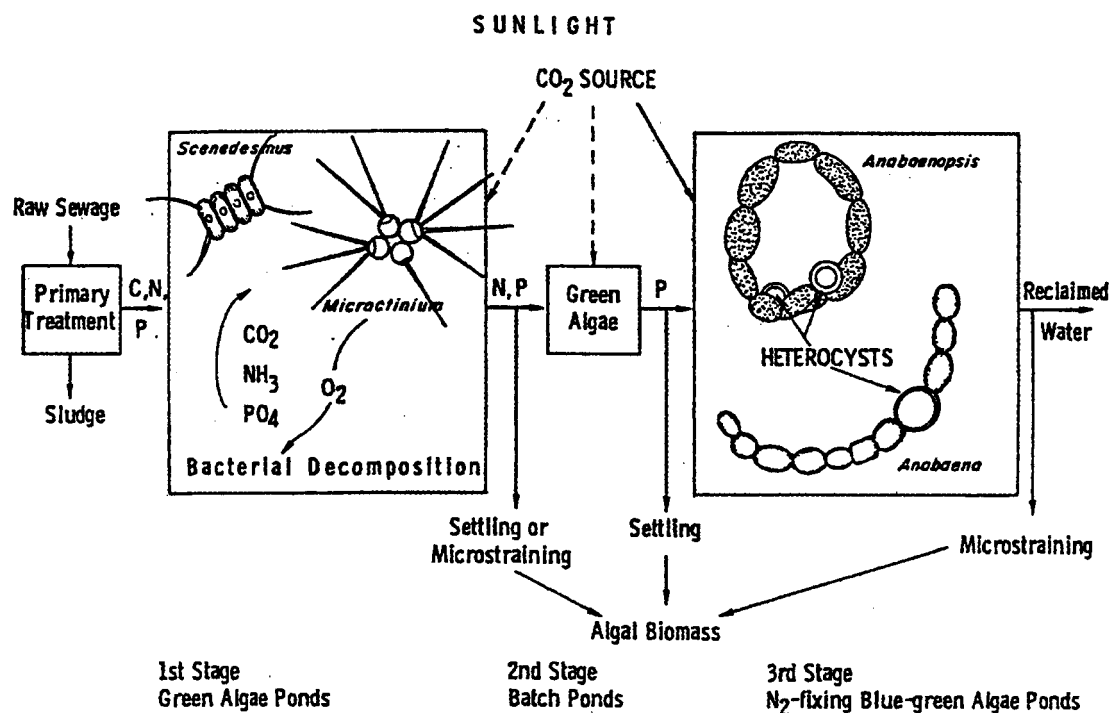 SUNLIGHT
CO2 SOURCE
Scenedesmus
Anabaenopsis
Raw Sewage
Primary
Treatment
C,N,
P
Micractinium
N, P
Green
Algae
P
Reclaimed
Water
CO2
NH3
PO4
O2
HETEROCYSTS
Bacterial Decomposition
Anabaena
Sludge
Settling or
Microstraining
Settling
Microstraining
Algal Biomass
1st Stage
Green Algae Ponds
2nd Stage
Batch Ponds
3rd Stage
N2-fixing Blue-green Algae Ponds